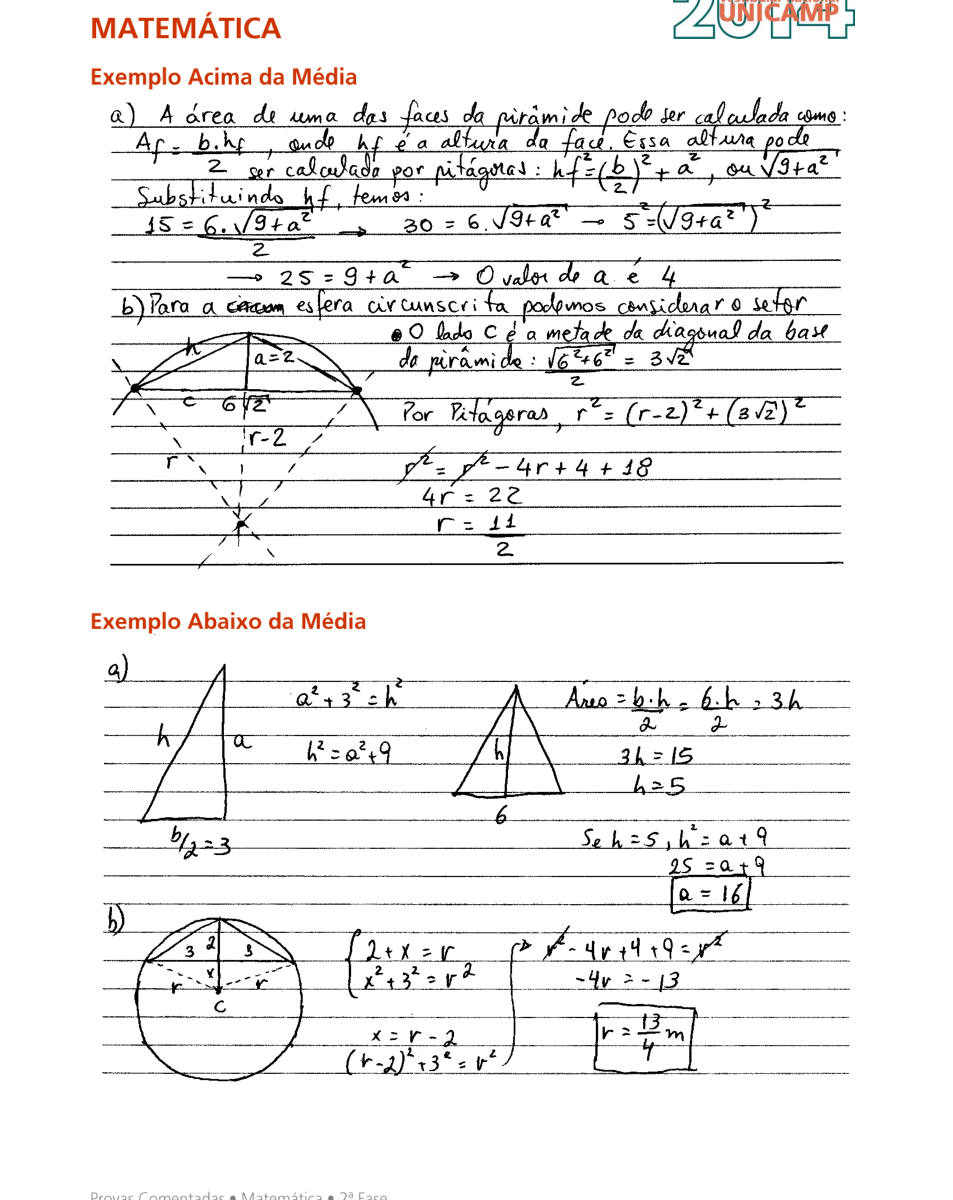 2014
UNICAMP
MATEMÁTICA
Exemplo Acima da Média
a) A área de uma das faces da pirâmide pode ser calculada como:
Af = b.hf / 2, onde hf é a altura da face. Essa altura pode
ser calculada por pitágoras: hf² = (b/2)² + a², ou √9+a²
Substituindo hf, temos:
15 = 6.√9+a² / 2 → 30 = 6.√9+a² → 5² = (√9+a²)²
→ 25 = 9 + a² → O valor de a é 4
b) Para a esfera circunscrita podemos considerar o setor
• O lado c é a metade da diagonal da base
da pirâmide: √6²+6² / 2 = 3√2
h
a=2
c
6√2
r-2
r
Por Pitágoras, r² = (r-2)² + (3√2)²
r² = r² - 4r + 4 + 18
4r = 22
r = 11/2
Exemplo Abaixo da Média
a)
h
a
b/2 = 3
a² + 3² = h²
h² = a² + 9
h
6
Área = b.h/2 = 6.h/2 = 3h
3h = 15
h = 5
Se h = 5, h² = a + 9
25 = a + 9
a = 16
b)
3 2 3
x
r r
C
2 + x = r
x² + 3² = r²
x = r - 2
(r-2)² + 3² = r²
r² - 4r + 4 + 9 = r²
-4r = -13
r = 13/4 m
Provas Comentadas • Matemática • 2ª Fase